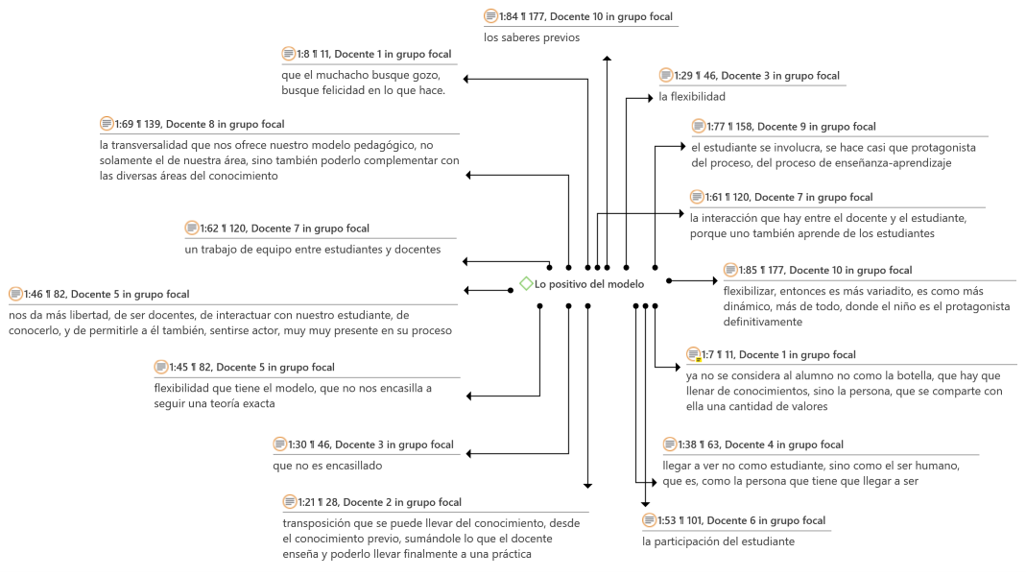 1:84 ¶ 177, Docente 10 in grupo focal
los saberes previos
1:8 ¶ 11, Docente 1 in grupo focal
que el muchacho busque gozo,
busque felicidad en lo que hace.
1:29 ¶ 46, Docente 3 in grupo focal
la flexibilidad
1:69 ¶ 139, Docente 8 in grupo focal
la transversalidad que nos ofrece nuestro modelo pedagógico, no
solamente el de nuestra área, sino también poderlo complementar con
las diversas áreas del conocimiento
1:77 ¶ 158, Docente 9 in grupo focal
el estudiante se involucra, se hace casi que protagonista
del proceso, del proceso de enseñanza-aprendizaje
1:61 ¶ 120, Docente 7 in grupo focal
la interacción que hay entre el docente y el estudiante,
porque uno también aprende de los estudiantes
1:62 ¶ 120, Docente 7 in grupo focal
un trabajo de equipo entre estudiantes y docentes
Lo positivo del modelo
1:85 ¶ 177, Docente 10 in grupo focal
flexibilizar, entonces es más variadito, es como más
dinámico, más de todo, donde el niño es el protagonista
definitivamente
1:46 ¶ 82, Docente 5 in grupo focal
nos da más libertad, de ser docentes, de interactuar con nuestro estudiante, de
conocerlo, y de permitirle a él también, sentirse actor, muy muy presente en su proceso
1:7 ¶ 11, Docente 1 in grupo focal
ya no se considera al alumno no como la botella, que hay que
llenar de conocimientos, sino la persona, que se comparte con
ella una cantidad de valores
1:45 ¶ 82, Docente 5 in grupo focal
flexibilidad que tiene el modelo, que no nos encasilla a
seguir una teoría exacta
1:30 ¶ 46, Docente 3 in grupo focal
que no es encasillado
1:38 ¶ 63, Docente 4 in grupo focal
llegar a ver no como estudiante, sino como el ser humano,
que es, como la persona que tiene que llegar a ser
1:21 ¶ 28, Docente 2 in grupo focal
transposición que se puede llevar del conocimiento, desde
el conocimiento previo, sumándole lo que el docente
enseña y poderlo llevar finalmente a una práctica
1:53 ¶ 101, Docente 6 in grupo focal
la participación del estudiante